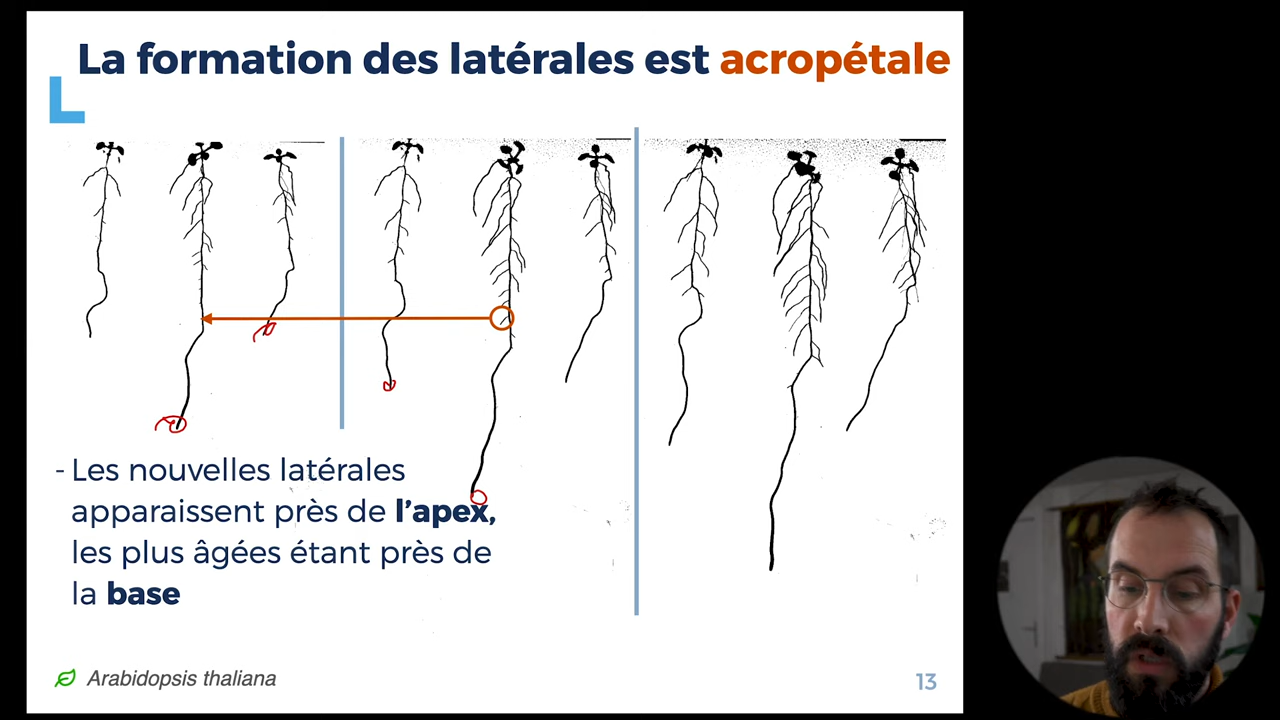 La formation des latérales est acropétale
- Les nouvelles latérales
apparaissent près de l’apex,
les plus âgées étant près de
la base
Arabidopsis thaliana
13